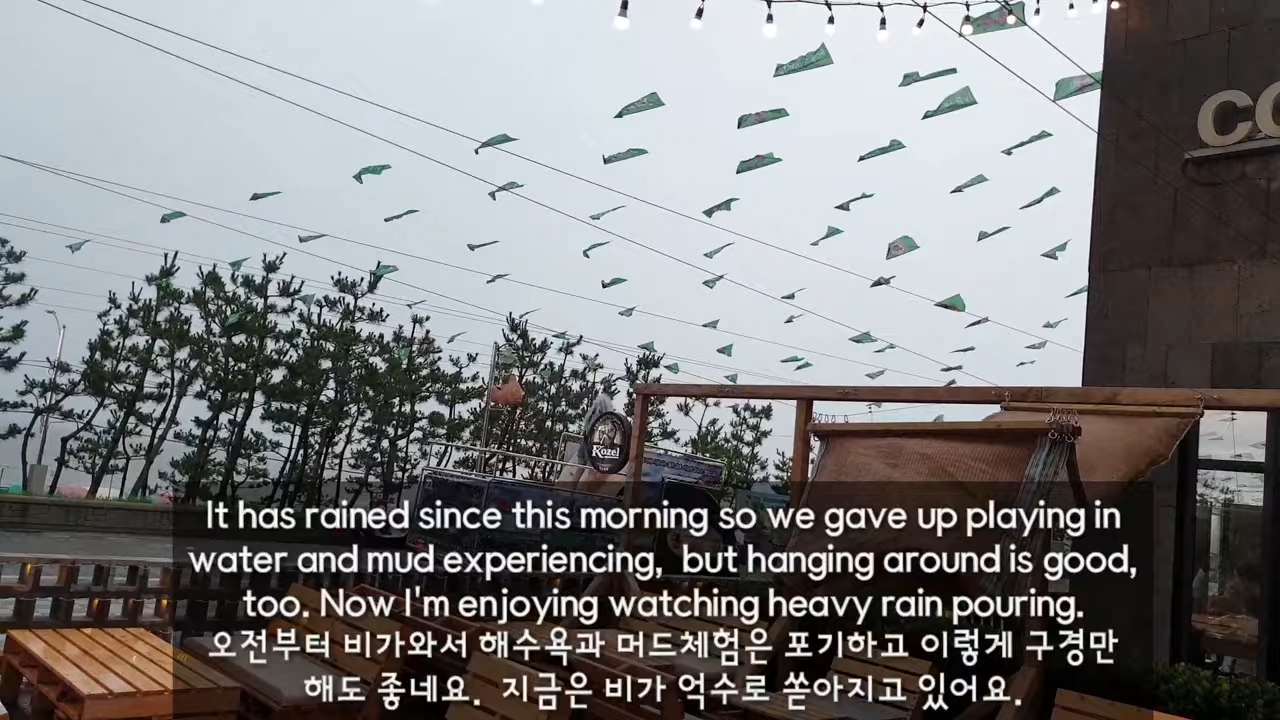 CO
Kozel
It has rained since this morning so we gave up playing in
water and mud experiencing,  but hanging around is good,
too. Now I'm enjoying watching heavy rain pouring.
오전부터 비가와서 해수욕과 머드체험은 포기하고 이렇게 구경만
해도 좋네요.  지금은 비가 억수로 쏟아지고 있어요.